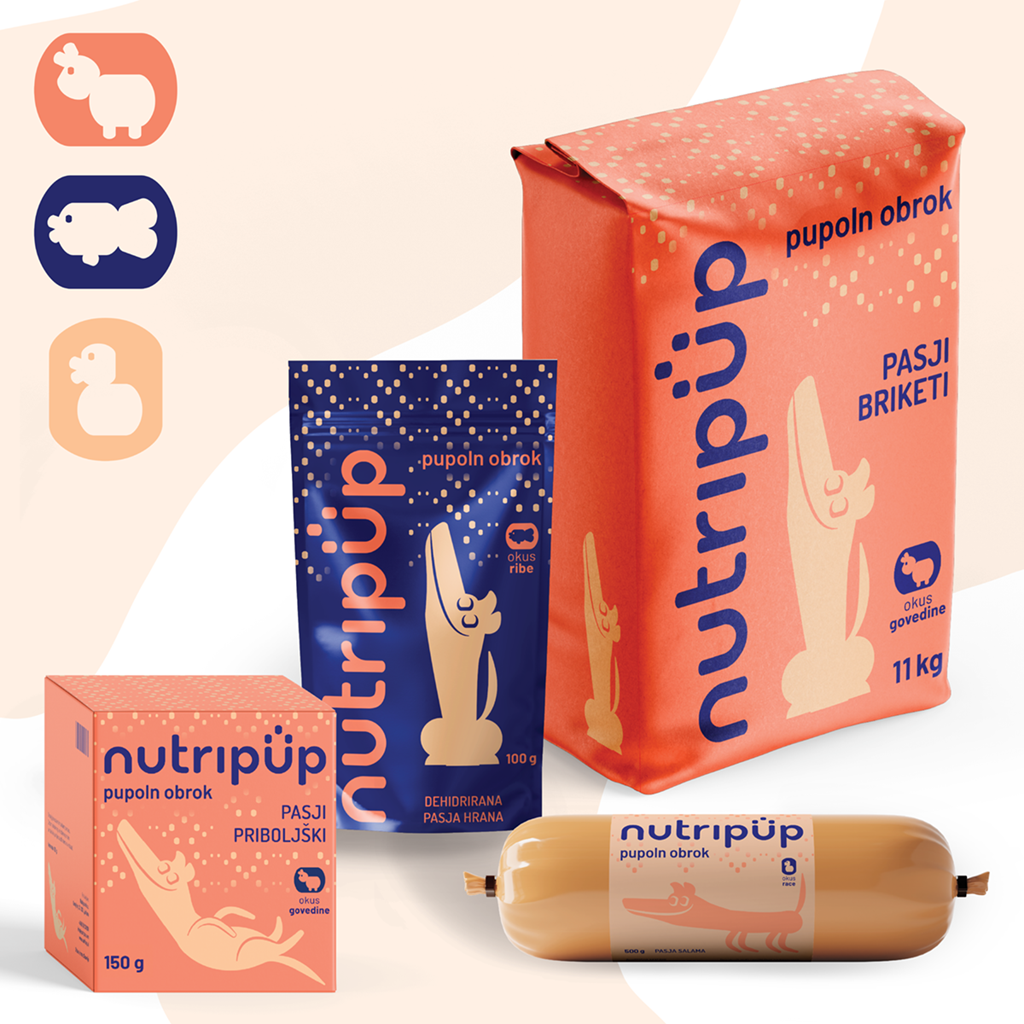 nutripüp
pupoln obrok
PASJI
BRIKETI
okus
govedine
11 kg
nutripüp
pupoln obrok
okus
ribe
100 g
DEHIDRIRANA
PASJA HRANA
nutripüp
pupoln obrok
PASJI
PRIBOLJŠKI
okus
govedine
150 g
nutripüp
pupoln obrok
okus
race
600 g | PASJA SALAMA